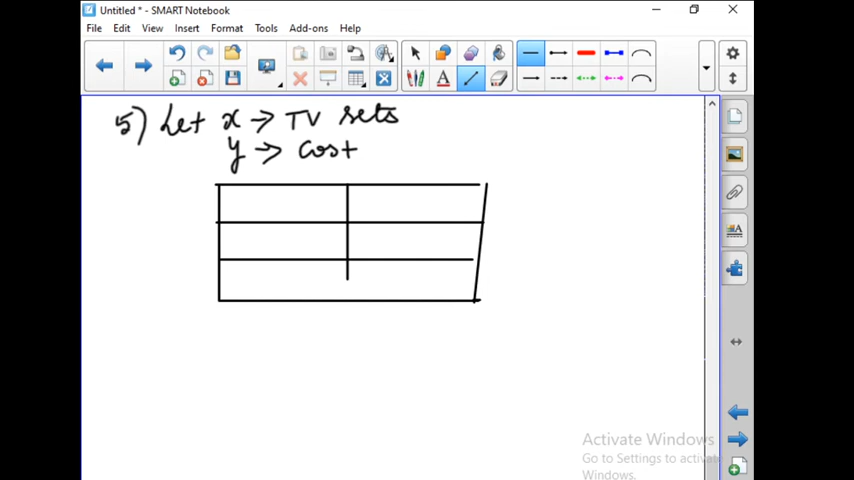 Untitled * - SMART Notebook
File Edit View Insert Format Tools Add-ons Help
5) Let x → TV sets
y → cost
Activate Windows
Go to Settings to activate
Windows.